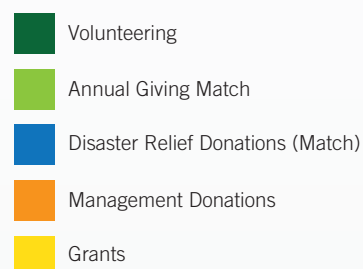 Volunteering
Annual Giving Match
Disaster Relief Donations (Match)
Management Donations
Grants